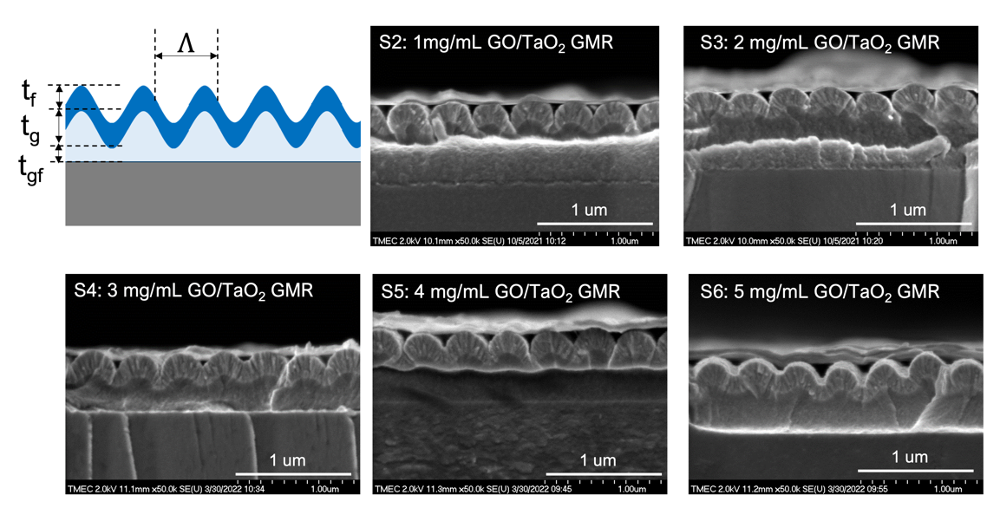 Λ
t_f
t_g
t_gf
S2: 1mg/mL GO/TaO₂ GMR
1 um
TMEC 2.0kV 10.1mm x50.0k SE(U) 10/5/2021 10:12 1.00um
S3: 2 mg/mL GO/TaO₂ GMR
1 um
TMEC 2.0kV 10.0mm x50.0k SE(U) 10/5/2021 10:20 1.00um
S4: 3 mg/mL GO/TaO₂ GMR
1 um
TMEC 2.0kV 11.1mm x50.0k SE(U) 3/30/2022 10:34 1.00um
S5: 4 mg/mL GO/TaO₂ GMR
1 um
TMEC 2.0kV 11.3mm x50.0k SE(U) 3/30/2022 09:45 1.00um
S6: 5 mg/mL GO/TaO₂ GMR
1 um
TMEC 2.0kV 11.2mm x50.0k SE(U) 3/30/2022 09:55 1.00um